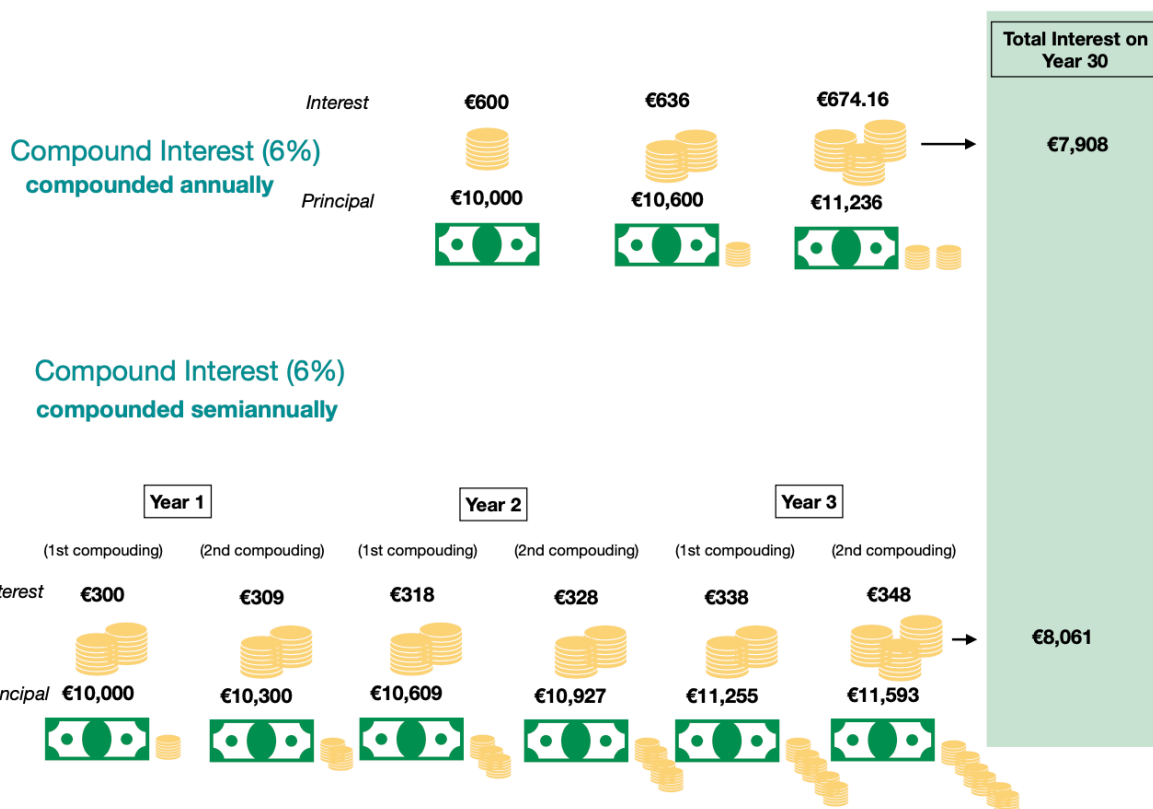 Total Interest on
Year 30
Interest €600 €636 €674.16
Compound Interest (6%)
compounded annually
€7,908
Principal €10,000 €10,600 €11,236
Compound Interest (6%)
compounded semiannually
Year 1 Year 2 Year 3
(1st compouding) (2nd compouding) (1st compouding) (2nd compouding) (1st compouding) (2nd compouding)
terest €300 €309 €318 €328 €338 €348
€8,061
ncipal €10,000 €10,300 €10,609 €10,927 €11,255 €11,593